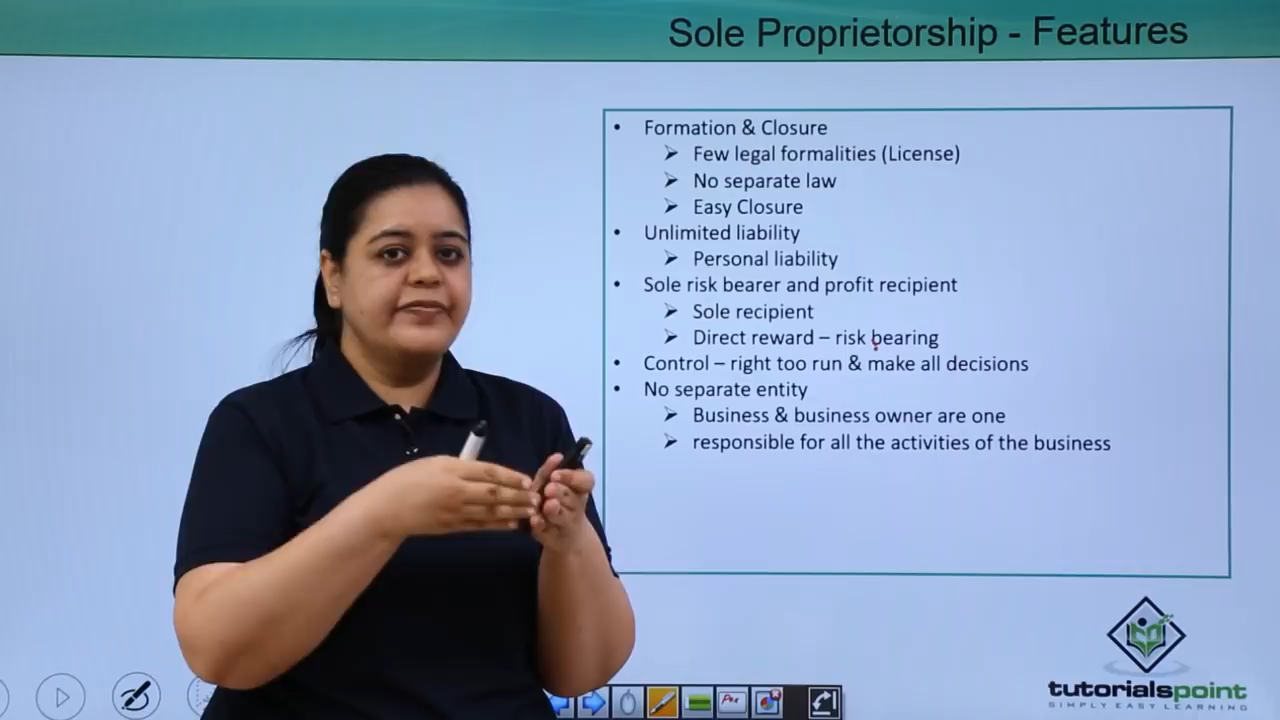 Sole Proprietorship - Features
• Formation & Closure
➢ Few legal formalities (License)
➢ No separate law
➢ Easy Closure
• Unlimited liability
➢ Personal liability
• Sole risk bearer and profit recipient
➢ Sole recipient
➢ Direct reward – risk bearing
• Control – right too run & make all decisions
• No separate entity
➢ Business & business owner are one
➢ responsible for all the activities of the business
tutorialspoint
SIMPLY EASY LEARNING